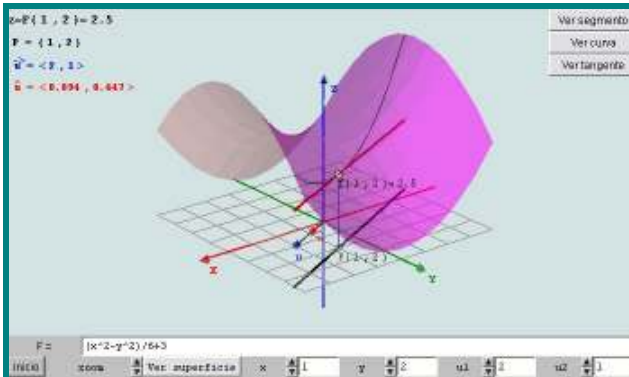 z=F(1,2)=2.5
P = (1,2)
u = <2,1>
û = <0.894,0.447>
Ver segmento
Ver curva
Ver tangente
Z
F(1,2)=2.5
X
u
P(1,2)
Y
F= (x^2-y^2)/6+3
Inicio zoom Ver superficie x 1 y 2 u1 2 u2 1